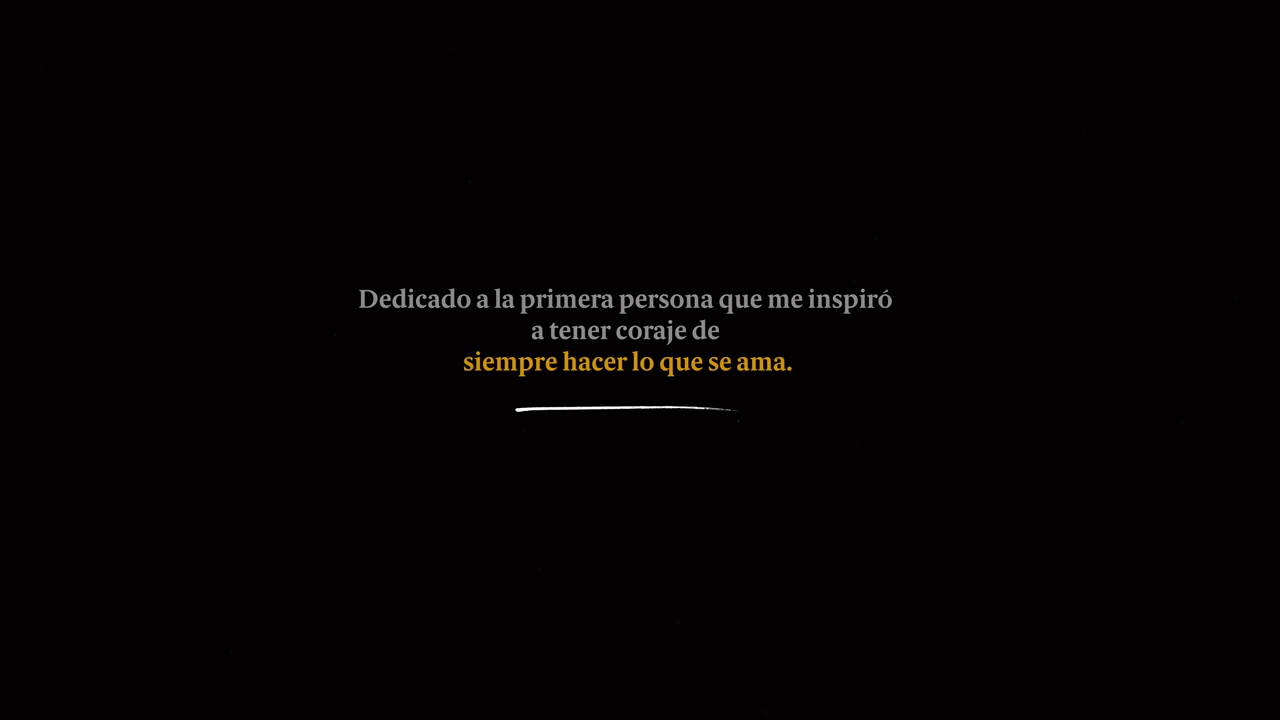 Dedicado a la primera persona que me inspiró
a tener coraje de
siempre hacer lo que se ama.